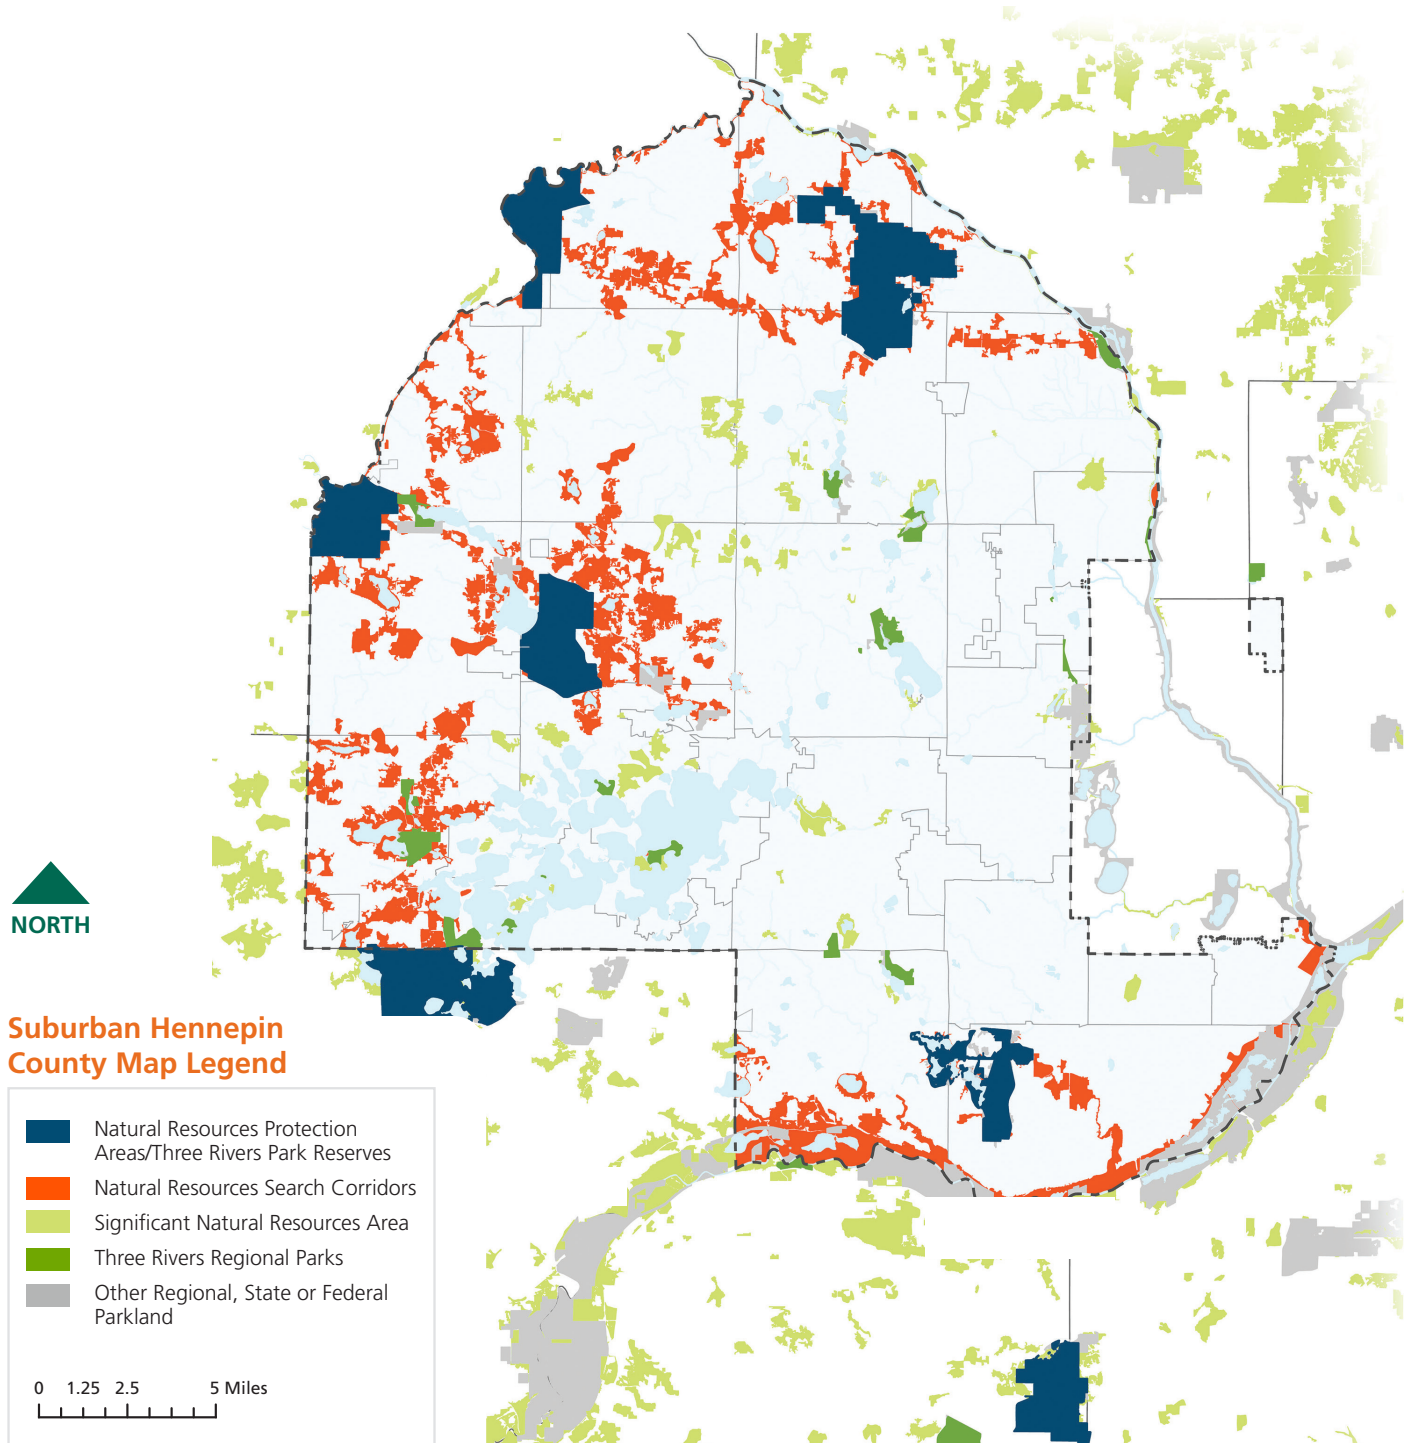 NORTH
Suburban Hennepin
County Map Legend
Natural Resources Protection
Areas/Three Rivers Park Reserves
Natural Resources Search Corridors
Significant Natural Resources Area
Three Rivers Regional Parks
Other Regional, State or Federal
Parkland
0 1.25 2.5 5 Miles